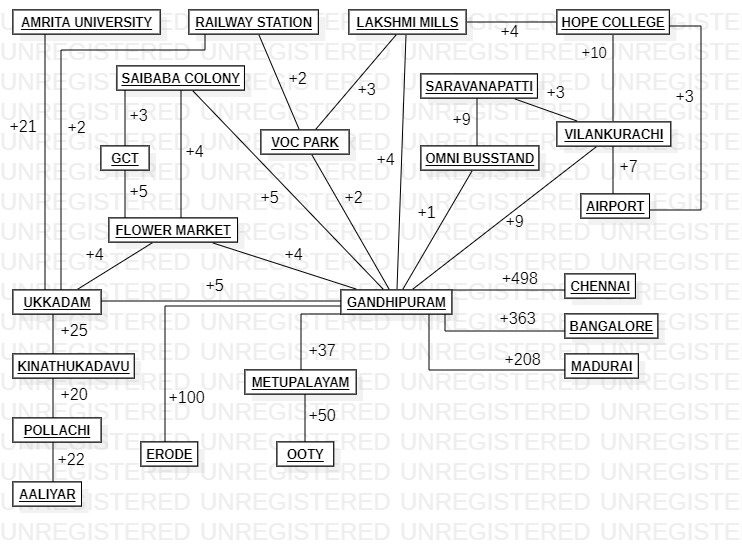 AMRITA UNIVERSITY
RAILWAY STATION
LAKSHMI MILLS
HOPE COLLEGE
+4
+10
SAIBABA COLONY
+2
SARAVANAPATTI
+3
+3
+3
+21
+2
+3
+9
VILANKURACHI
VOC PARK
GCT
+4
+4
OMNI BUSSTAND
+7
+5
+5
+2
AIRPORT
+1
+9
FLOWER MARKET
+4
+4
+5
+498
CHENNAI
UKKADAM
GANDHIPURAM
+363
BANGALORE
+25
+37
+208
MADURAI
KINATHUKADAVU
METUPALAYAM
+20
+100
+50
POLLACHI
+22
ERODE
OOTY
AALIYAR
UNREGISTERED